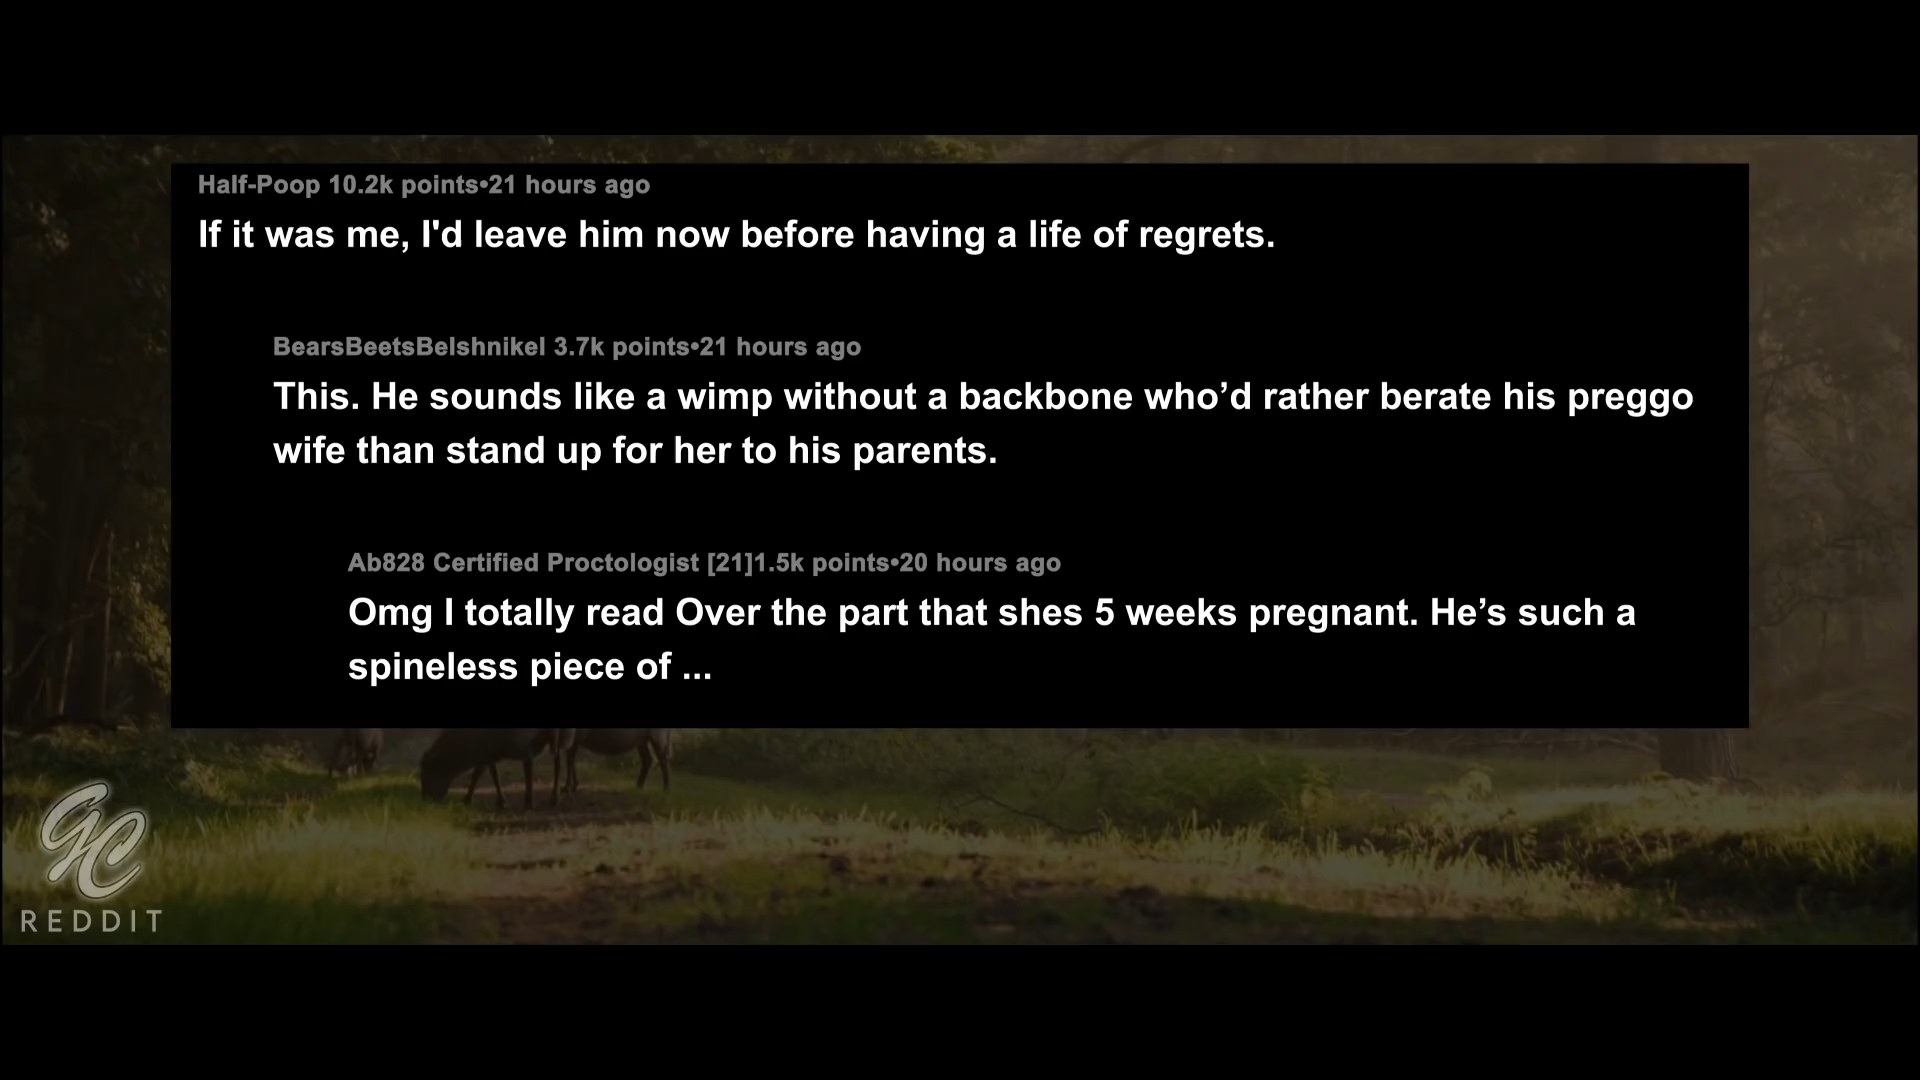 Half-Poop 10.2k points•21 hours ago
If it was me, I'd leave him now before having a life of regrets.
BearsBeetsBelshnikel 3.7k points•21 hours ago
This. He sounds like a wimp without a backbone who’d rather berate his preggo
wife than stand up for her to his parents.
Ab828 Certified Proctologist [21]1.5k points•20 hours ago
Omg I totally read Over the part that shes 5 weeks pregnant. He’s such a
spineless piece of ...
GC
REDDIT